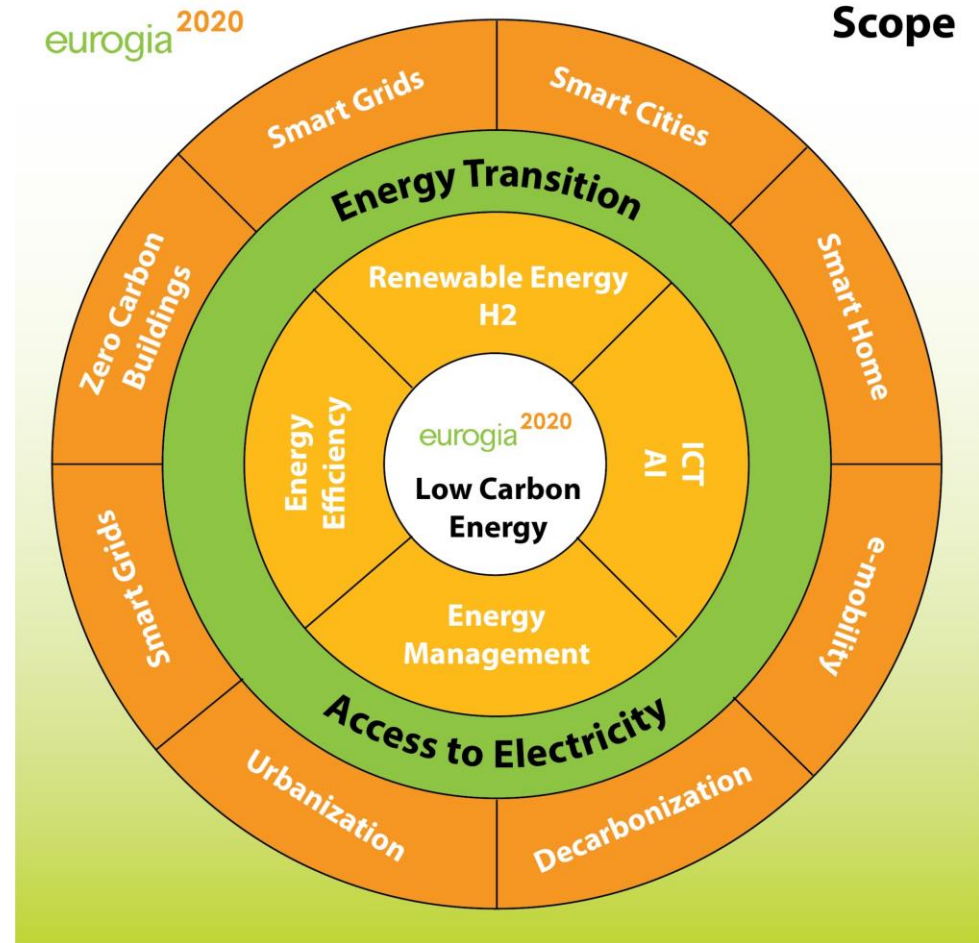 eurogia2020
Scope
Smart Grids
Smart Cities
Zero Carbon
Buildings
Smart Home
Energy Transition
Renewable Energy
H2
Energy
Efficiency
eurogia2020
Low Carbon
Energy
ICT
AI
Energy
Management
Access to Electricity
Smart Grids
e-mobility
Urbanization
Decarbonization